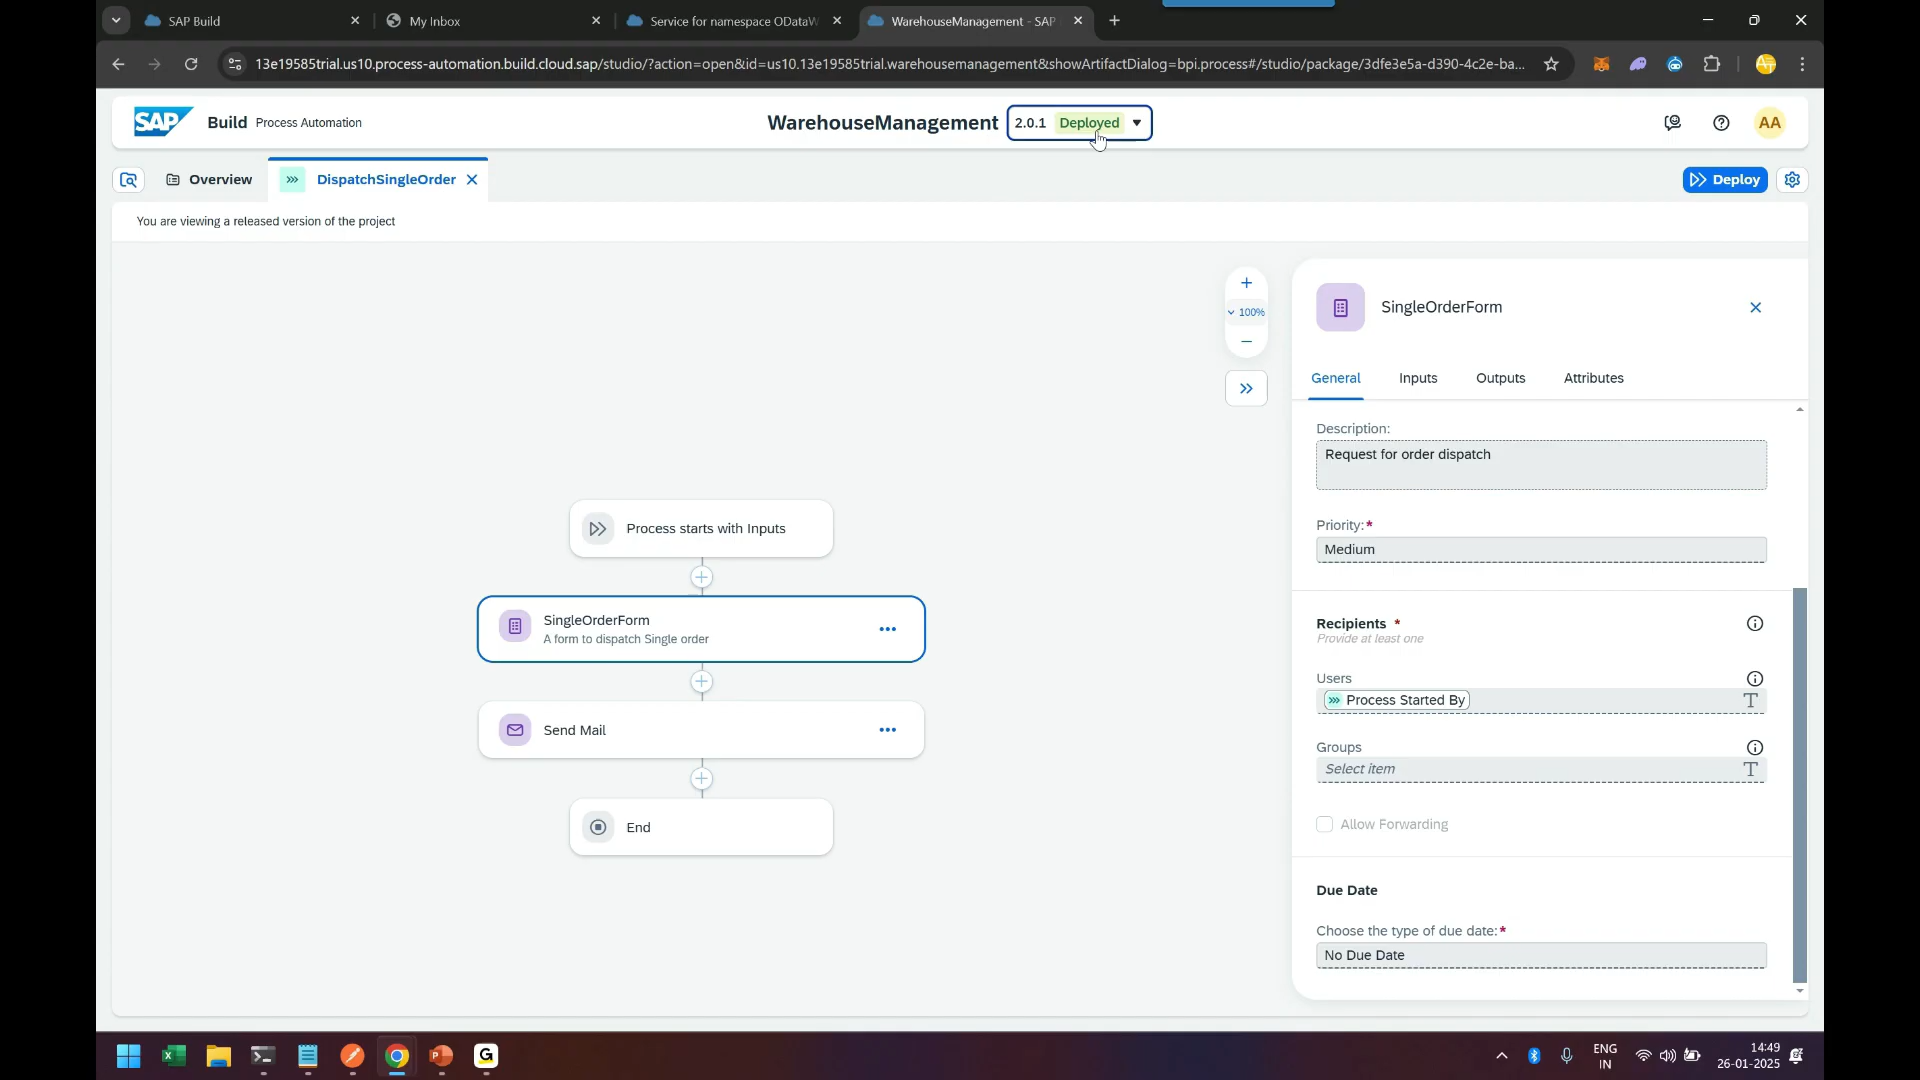 SAP Build
My Inbox
Service for namespace ODataW
WarehouseManagement - SAP
13e19585trial.us10.process-automation.build.cloud.sap/studio/?action=open&id=us10.13e19585trial.warehousemanagement&showArtifactDialog=bpi.process#/studio/package/3dfe3e5a-d390-4c2e-ba...
SAP Build Process Automation
WarehouseManagement
2.0.1 Deployed
AA
Overview
DispatchSingleOrder
Deploy
You are viewing a released version of the project
100%
Process starts with Inputs
SingleOrderForm
A form to dispatch Single order
Send Mail
End
SingleOrderForm
General Inputs Outputs Attributes
Description:
Request for order dispatch
Priority:*
Medium
Recipients *
Provide at least one
Users
Process Started By
Groups
Select item
Allow Forwarding
Due Date
Choose the type of due date:*
No Due Date
ENG
IN
14:49
26-01-2025